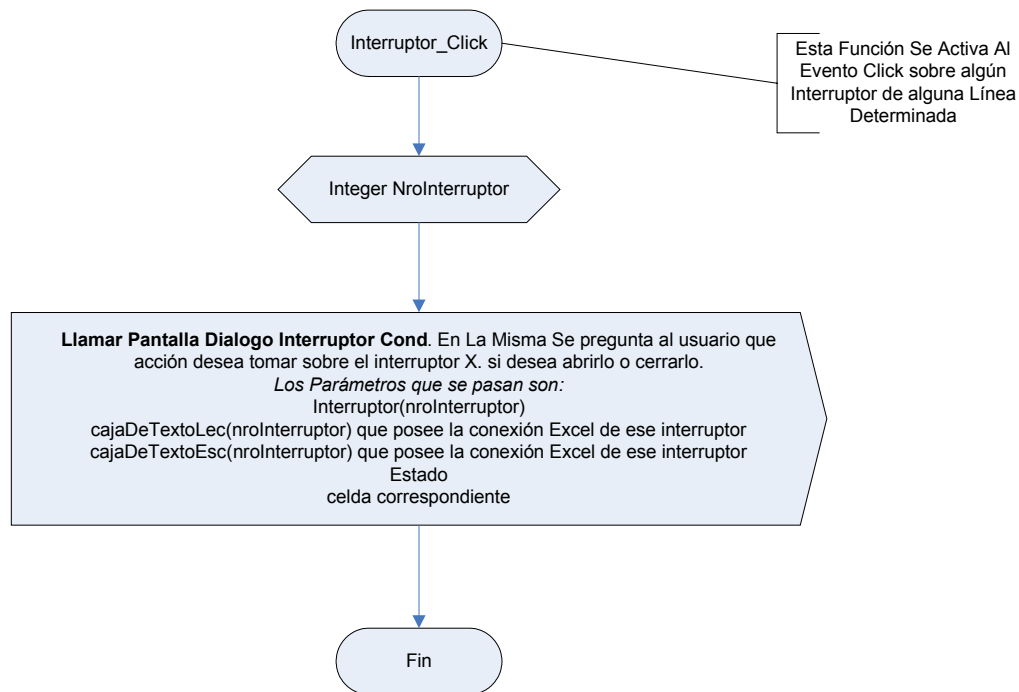 Interruptor_Click
Esta Función Se Activa Al
Evento Click sobre algún
Interruptor de alguna Línea
Determinada
Integer NroInterruptor
Llamar Pantalla Dialogo Interruptor Cond. En La Misma Se pregunta al usuario que
acción desea tomar sobre el interruptor X. si desea abrirlo o cerrarlo.
Los Parámetros que se pasan son:
Interruptor(nroInterruptor)
cajaDeTextoLec(nroInterruptor) que posee la conexión Excel de ese interruptor
cajaDeTextoEsc(nroInterruptor) que posee la conexión Excel de ese interruptor
Estado
celda correspondiente
Fin